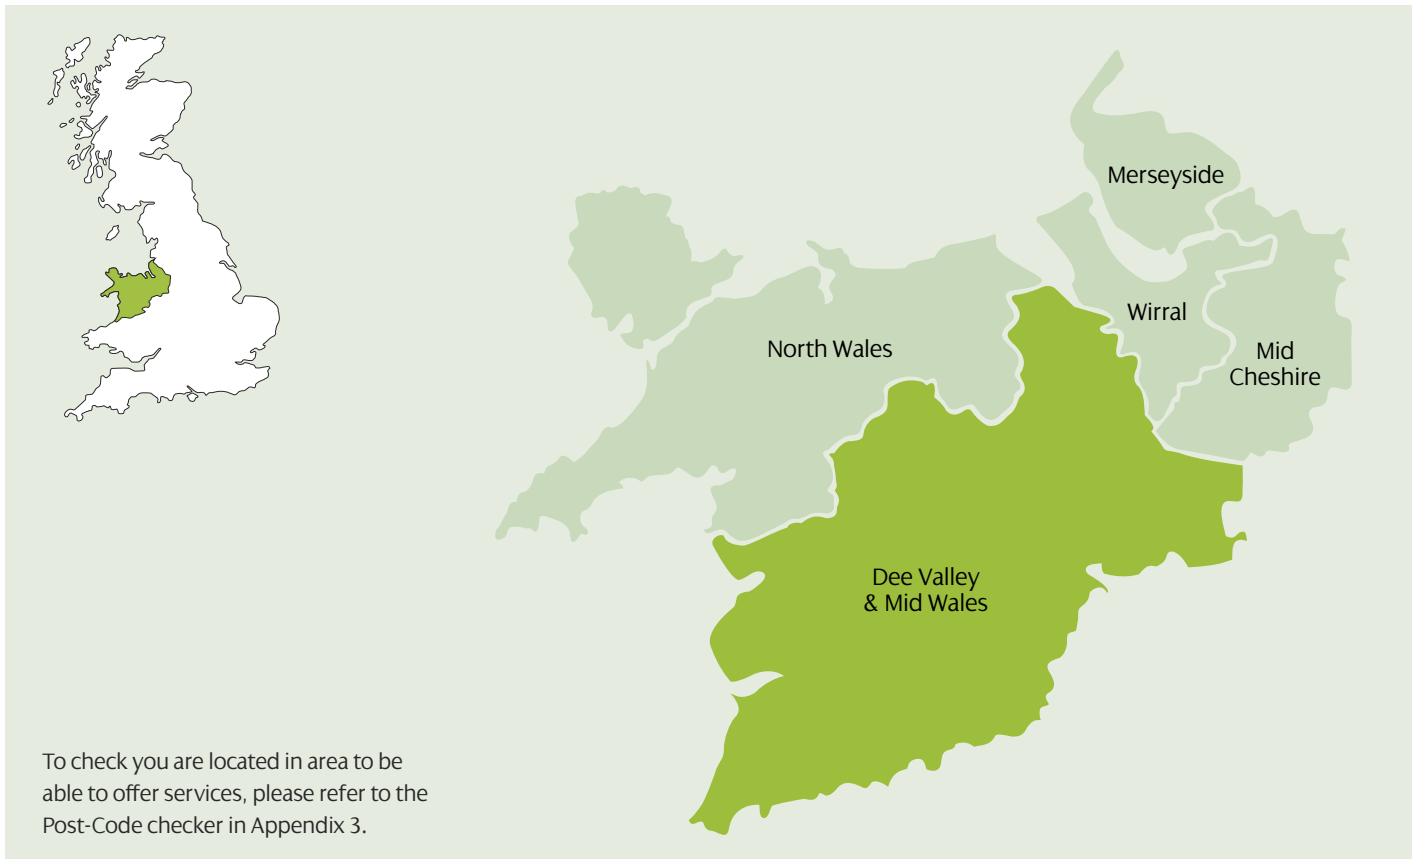 Merseyside
Wirral
North Wales
Mid
Cheshire
Dee Valley
& Mid Wales
To check you are located in area to be
able to offer services, please refer to the
Post-Code checker in Appendix 3.